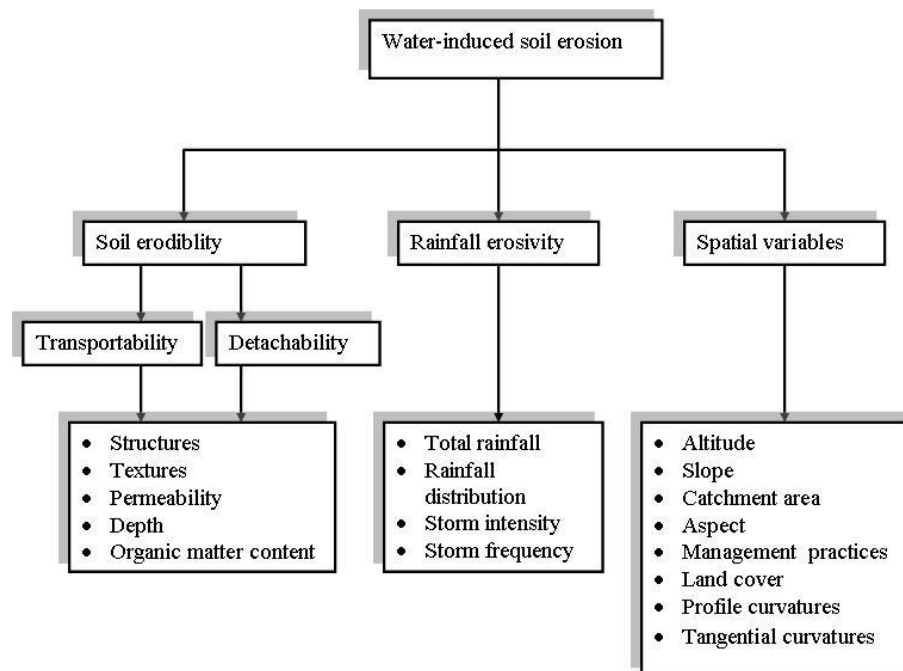 Water-induced soil erosion
Soil erodiblity
Rainfall erosivity
Spatial variables
Transportability
Detachability
• Structures
• Textures
• Permeability
• Depth
• Organic matter content
• Total rainfall
• Rainfall
distribution
• Storm intensity
• Storm frequency
• Altitude
• Slope
• Catchment area
• Aspect
• Management practices
• Land cover
• Profile curvatures
• Tangential curvatures